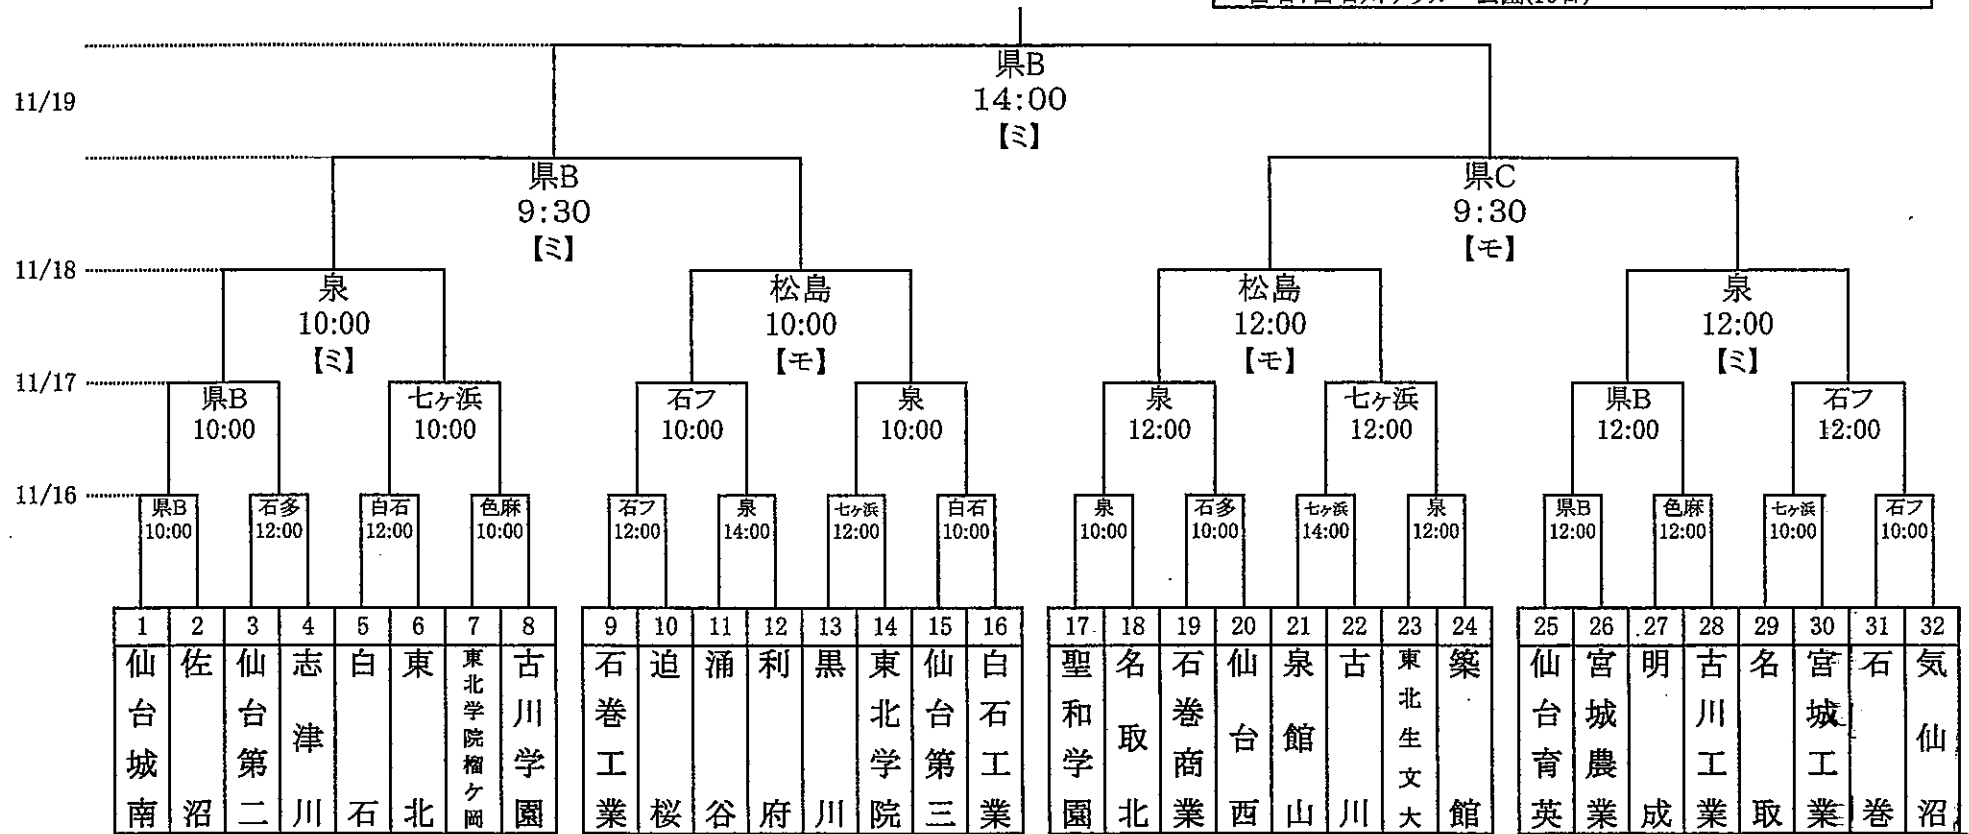 県B
14:00
【ミ】
11/19
県B
9:30
【ミ】
県C
9:30
【モ】
11/18
泉
10:00
【ミ】
松島
10:00
【モ】
松島
12:00
【モ】
泉
12:00
【ミ】
11/17
県B
10:00
七ヶ浜
10:00
石フ
10:00
泉
10:00
泉
12:00
七ヶ浜
12:00
県B
12:00
石フ
12:00
11/16
県B
10:00
石多
12:00
白石
12:00
色麻
10:00
石フ
12:00
泉
14:00
七ヶ浜
12:00
白石
10:00
泉
10:00
石多
10:00
七ヶ浜
14:00
泉
12:00
県B
12:00
色麻
12:00
七ヶ浜
10:00
石フ
10:00
1 仙台城南
2 佐沼
3 仙台第二
4 志津川
5 白石
6 東北
7 東北学院榴ケ岡
8 古川学園
9 石巻工業
10 迫桜
11 涌谷
12 利府
13 黒川
14 東北学院
15 仙台第三
16 白石工業
17 聖和学園
18 名取北
19 石巻商業
20 仙台西
21 泉館山
22 古川
23 東北生文大
24 築館
25 仙台育英
26 宮城農業
27 明成
28 古川工業
29 名取
30 宮城工業
31 石巻
32 気仙沼